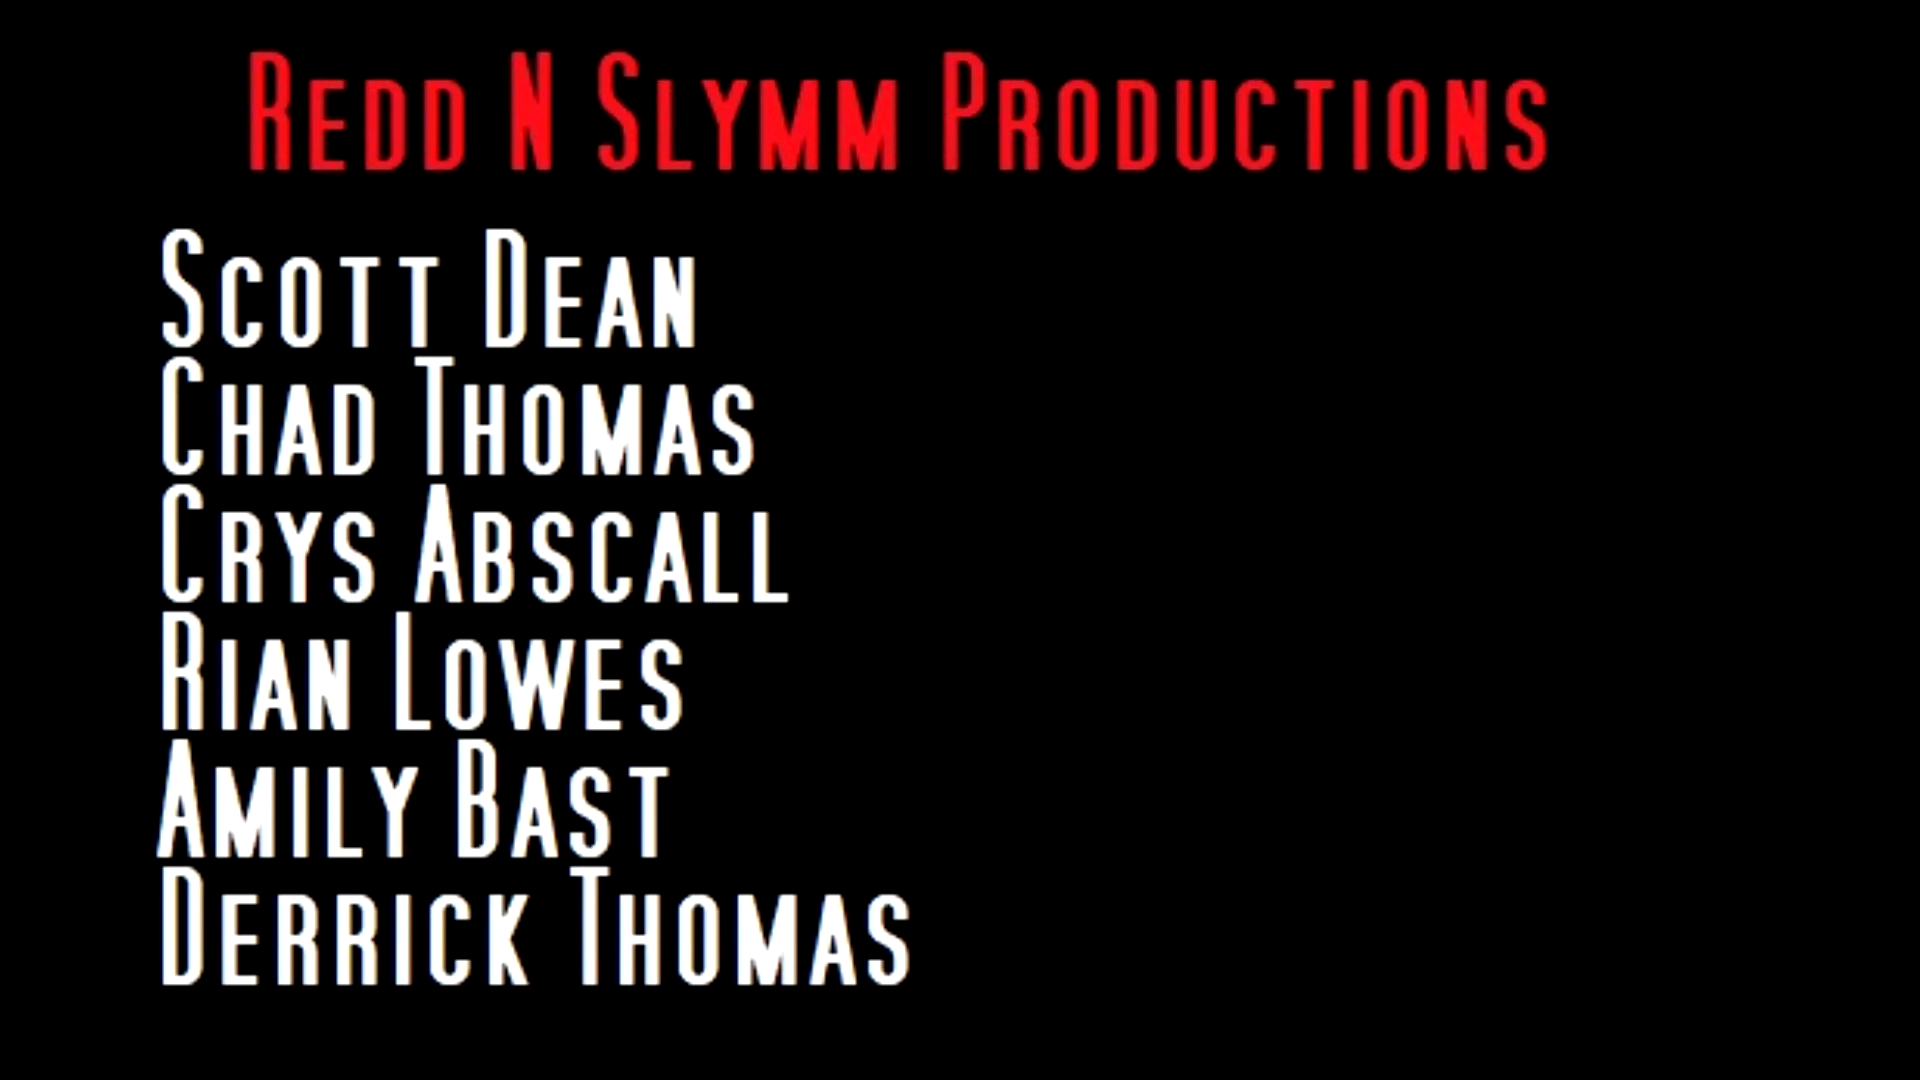 Redd N Slymm Productions
Scott Dean
Chad Thomas
Crys Abscall
Rian Lowes
Amily Bast
Derrick Thomas